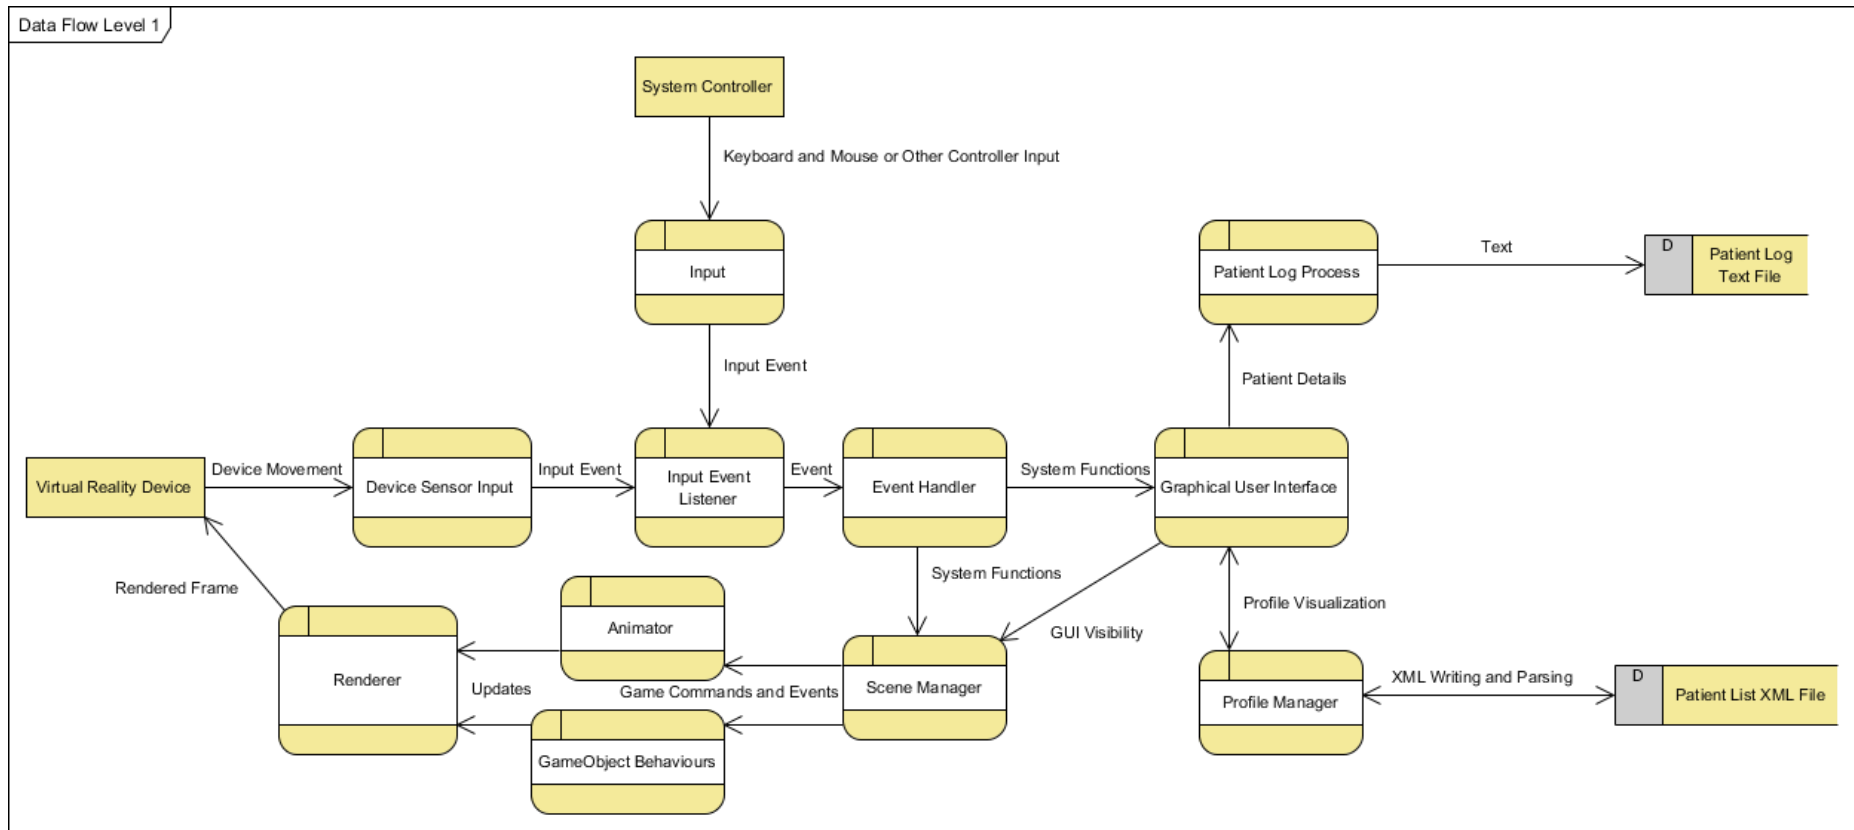 Data Flow Level 1
System Controller
Keyboard and Mouse or Other Controller Input
Input
Patient Log Process
Text
D
Patient Log
Text File
Input Event
Patient Details
Virtual Reality Device
Device Movement
Device Sensor Input
Input Event
Input Event
Listener
Event
Event Handler
System Functions
Graphical User Interface
Rendered Frame
System Functions
Profile Visualization
GUI Visibility
Animator
Renderer
Updates
Game Commands and Events
Scene Manager
Profile Manager
XML Writing and Parsing
D
Patient List XML File
GameObject Behaviours